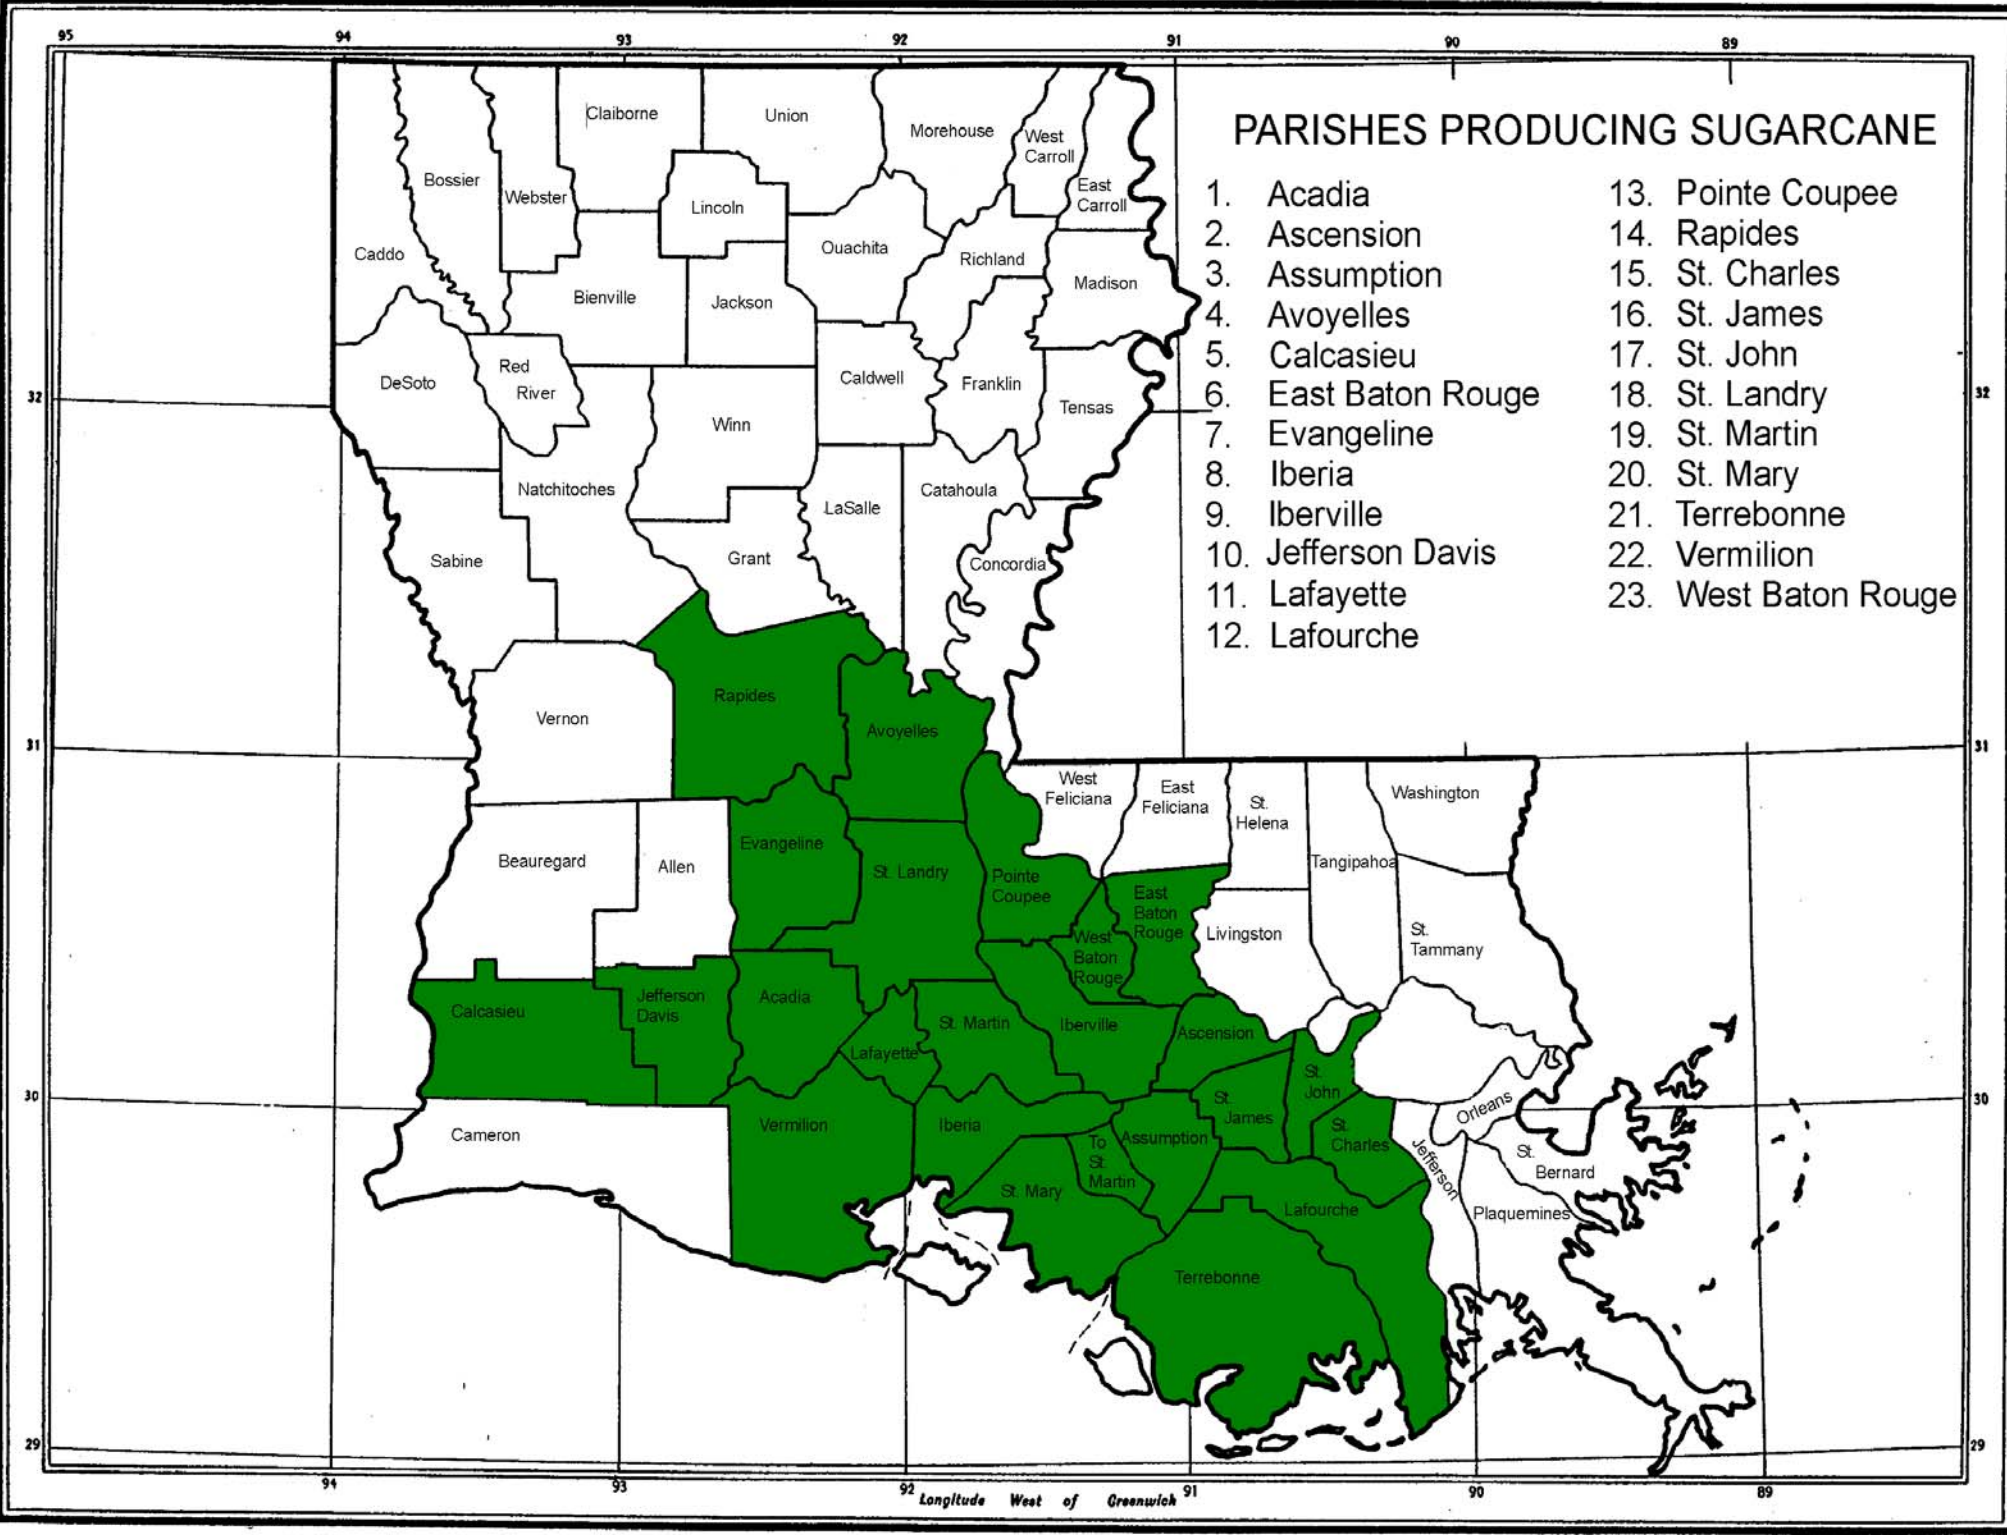 95 94 93 92 91 90 89
PARISHES PRODUCING SUGARCANE
1. Acadia
2. Ascension
3. Assumption
4. Avoyelles
5. Calcasieu
6. East Baton Rouge
7. Evangeline
8. Iberia
9. Iberville
10. Jefferson Davis
11. Lafayette
12. Lafourche
13. Pointe Coupee
14. Rapides
15. St. Charles
16. St. James
17. St. John
18. St. Landry
19. St. Martin
20. St. Mary
21. Terrebonne
22. Vermilion
23. West Baton Rouge
Claiborne
Union
Morehouse
West
Carroll
East
Carroll
Bossier
Webster
Lincoln
Caddo
Ouachita
Richland
Madison
Bienville
Jackson
Red
River
DeSoto
Caldwell
Franklin
Tensas
32
32
Winn
Natchitoches
LaSalle
Catahoula
Sabine
Grant
Concordia
Rapides
Vernon
Avoyelles
31
31
West
Feliciana
East
Feliciana
St.
Helena
Washington
Tangipahoa
Beauregard
Allen
Evangeline
St. Landry
Pointe
Coupee
East
Baton
Rouge
West
Baton
Rouge
Livingston
St.
Tammany
Calcasieu
Jefferson
Davis
Acadia
Lafayette
St. Martin
Iberville
Ascension
St.
John
St.
James
St.
Charles
30
30
Orleans
Cameron
Vermilion
Iberia
To
St.
Martin
Assumption
Jefferson
St.
Bernard
St. Mary
Lafourche
Plaquemines
Terrebonne
29
29
94 93 92 91 90 89
Longitude West of Greenwich